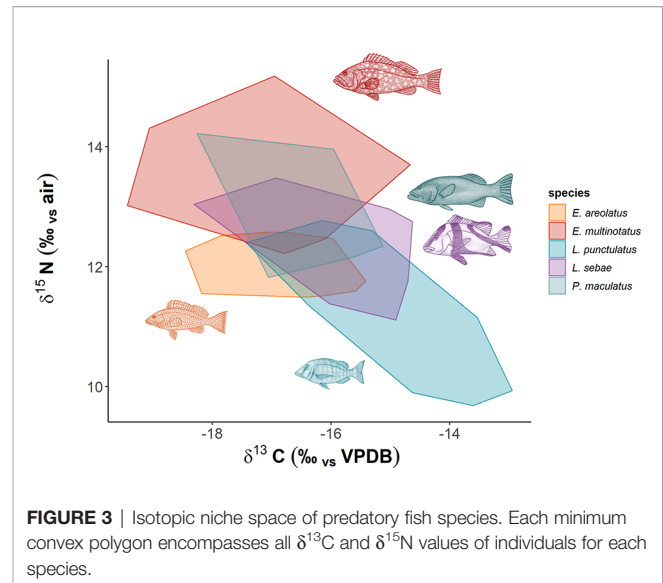 14
12
10
δ15 N (‰ vs air)
-18
-16
-14
δ13 C (‰ vs VPDB)
species
E. areolatus
E. multinotatus
L. punctulatus
L. sebae
P. maculatus
FIGURE 3 | Isotopic niche space of predatory fish species. Each minimum
convex polygon encompasses all δ13C and δ15N values of individuals for each
species.